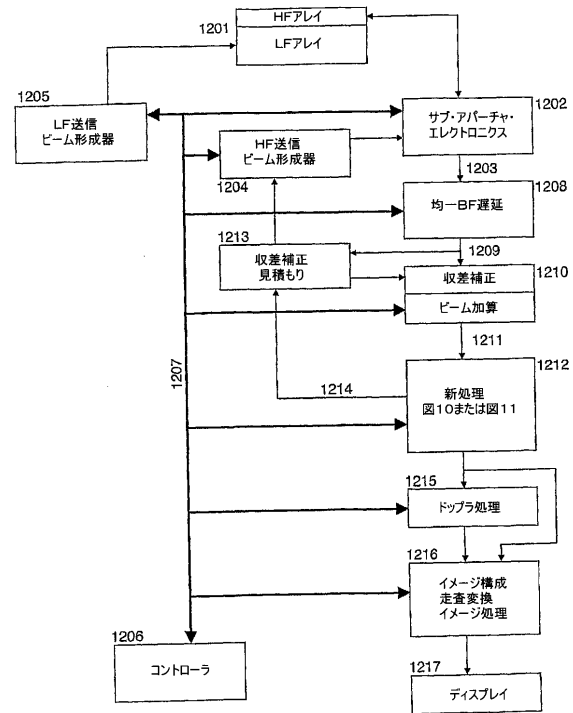 1201
HFアレイ
LFアレイ
1205
LF送信
ビーム形成器
HF送信
ビーム形成器
1204
1202
サブ・アパーチャ・
エレクトロニクス
1203
1208
均一BF遅延
1213
収差補正
見積もり
1209
1210
収差補正
ビーム加算
1211
1207
1214
1212
新処理
図10または図11
1215
ドップラ処理
1216
イメージ構成
走査変換
イメージ処理
1206
コントローラ
1217
ディスプレイ